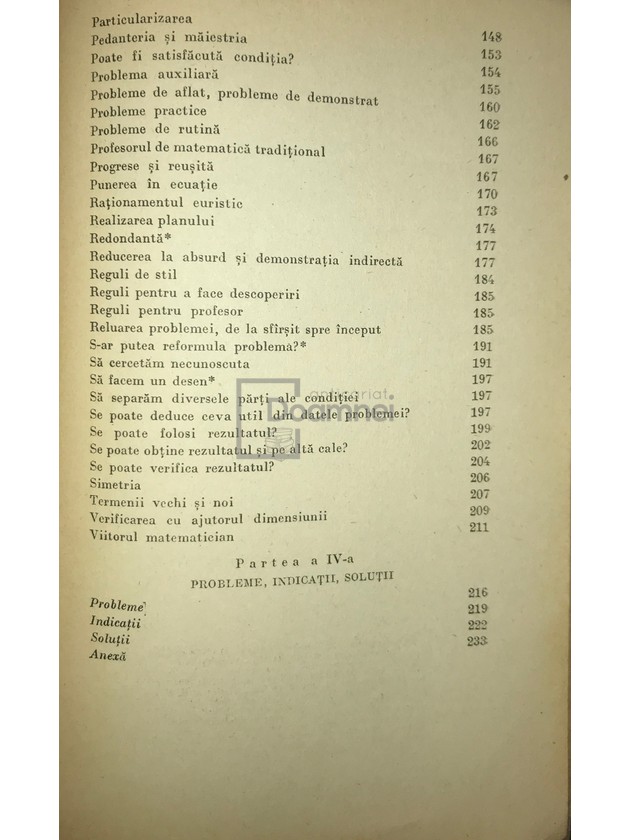 Particularizarea 148
Pedanteria și măiestria 153
Poate fi satisfăcută condiția? 154
Problema auxiliară 155
Probleme de aflat, probleme de demonstrat 160
Probleme practice 162
Probleme de rutină 166
Profesorul de matematică tradițional 167
Progrese și reușită 167
Punerea în ecuație 170
Raționamentul euristic 173
Realizarea planului 174
Redondantă* 177
Reducerea la absurd și demonstrația indirectă 177
Reguli de stil 184
Reguli pentru a face descoperiri 185
Reguli pentru profesor 185
Reluarea problemei, de la sfîrșit spre început 185
S-ar putea reformula problema?* 191
Să cercetăm necunoscuta 191
Să facem un desen* 197
Să separăm diversele părți ale condiției 197
Se poate deduce ceva util din datele problemei? 197
Se poate folosi rezultatul? 199
Se poate obține rezultatul și pe altă cale? 202
Se poate verifica rezultatul? 204
Simetria 206
Termenii vechi și noi 207
Verificarea cu ajutorul dimensiunii 209
Viitorul matematician 211
Partea a IV-a
PROBLEME, INDICAȚII, SOLUȚII
Probleme 216
Indicații 219
Soluții 222
Anexă 233
anticariat
Doamnei